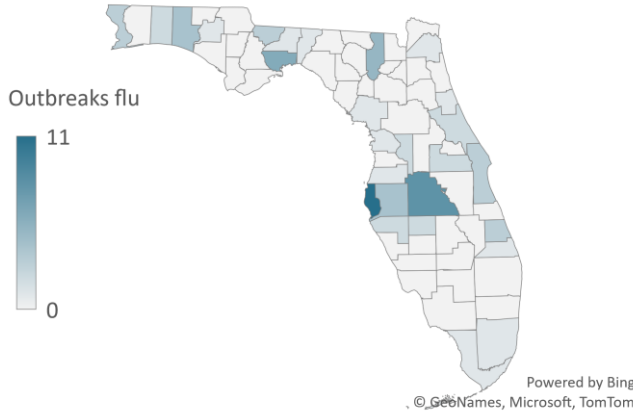 Outbreaks flu
11
0
Powered by Bing
© GeoNames, Microsoft, TomTom